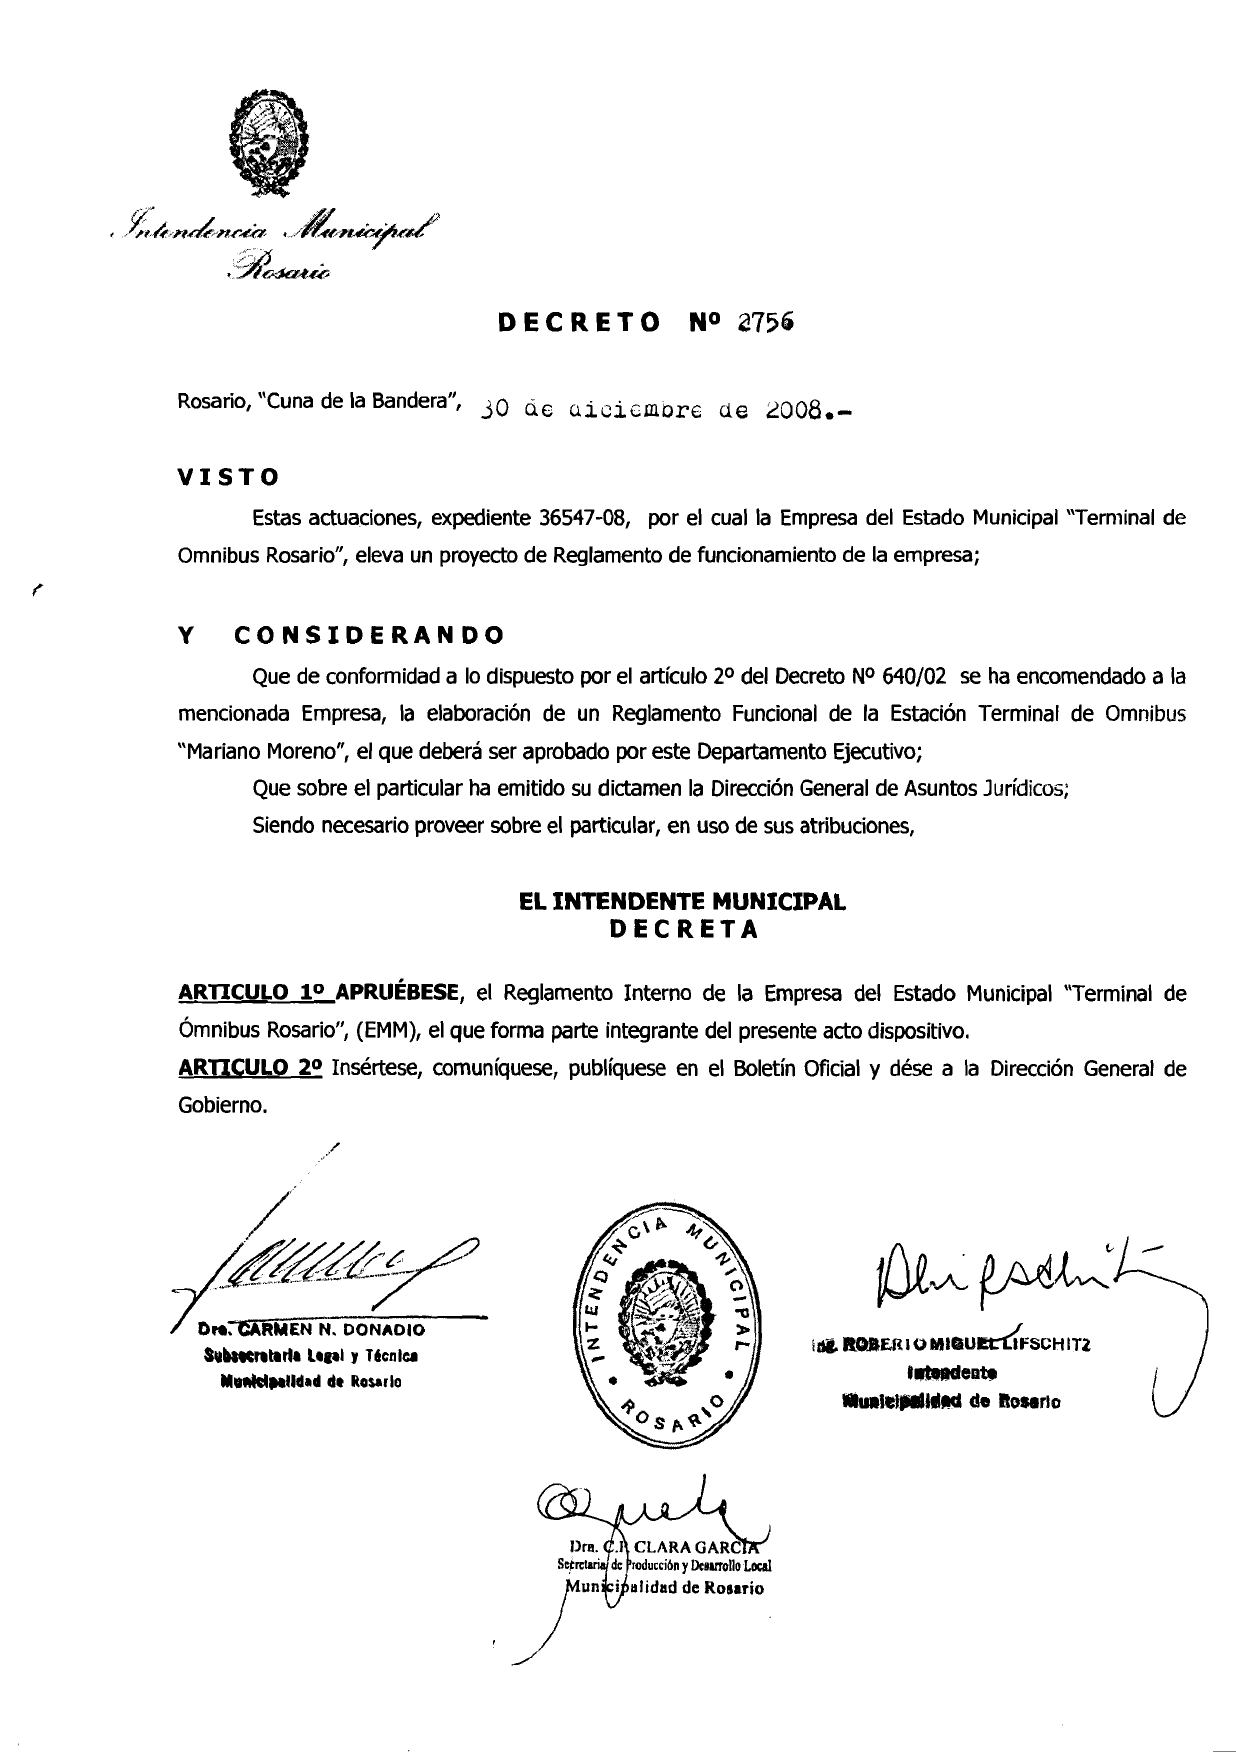 Intendencia Municipal
Rosario
DECRETO Nº 2756
Rosario, "Cuna de la Bandera", 30 de diciembre de 2008.-
VISTO
Estas actuaciones, expediente 36547-08, por el cual la Empresa del Estado Municipal "Terminal de
Omnibus Rosario", eleva un proyecto de Reglamento de funcionamiento de la empresa;
Y CONSIDERANDO
Que de conformidad a lo dispuesto por el artículo 2º del Decreto Nº 640/02 se ha encomendado a la
mencionada Empresa, la elaboración de un Reglamento Funcional de la Estación Terminal de Omnibus
"Mariano Moreno", el que deberá ser aprobado por este Departamento Ejecutivo;
Que sobre el particular ha emitido su dictamen la Dirección General de Asuntos Jurídicos;
Siendo necesario proveer sobre el particular, en uso de sus atribuciones,
EL INTENDENTE MUNICIPAL
DECRETA
ARTICULO 1º APRUÉBESE, el Reglamento Interno de la Empresa del Estado Municipal "Terminal de
Ómnibus Rosario", (EMM), el que forma parte integrante del presente acto dispositivo.
ARTICULO 2º Insértese, comuníquese, publíquese en el Boletín Oficial y dése a la Dirección General de
Gobierno.
Dra. CARMEN N. DONADIO
Subsecretaria Legal y Técnica
Municipalidad de Rosario
INTENDENCIA MUNICIPAL
ROSARIO
Ing. ROBERTO MIGUEL LIFSCHITZ
Intendente
Municipalidad de Rosario
Dra. C.P. CLARA GARCÍA
Secretaria de Producción y Desarrollo Local
Municipalidad de Rosario